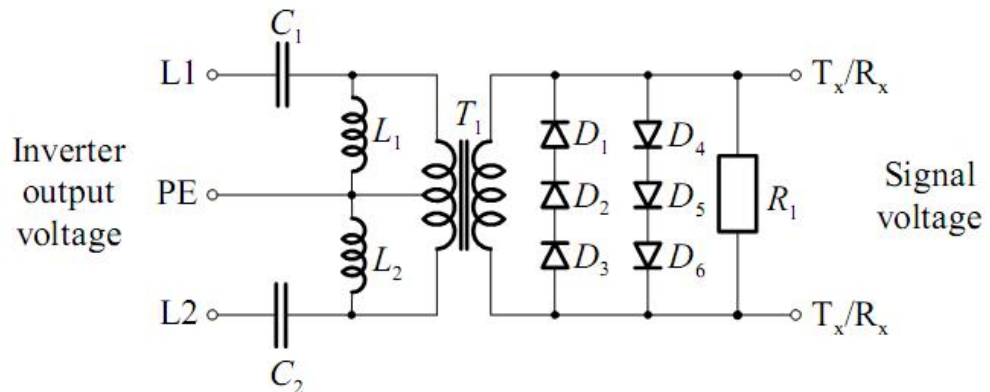 C₁
L1
Tₓ/Rₓ
T₁
L₁
D₁
D₄
Inverter
output
voltage
PE
D₂
D₅
R₁
Signal
voltage
L₂
D₃
D₆
L2
Tₓ/Rₓ
C₂